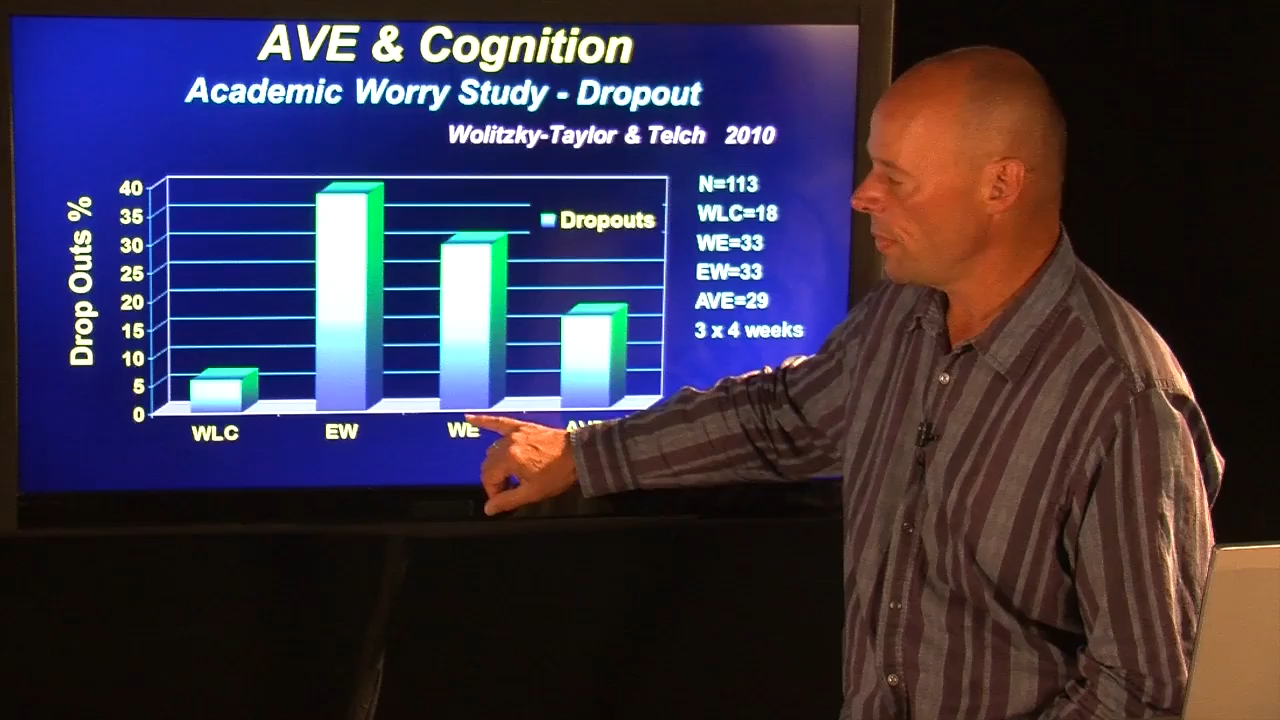 AVE & Cognition
Academic Worry Study - Dropout
Wolitzky-Taylor & Telch 2010
Drop Outs %
40
35
30
25
20
15
10
5
0
Dropouts
WLC
EW
WE
N=113
WLC=18
WE=33
EW=33
AVE=29
3 x 4 weeks